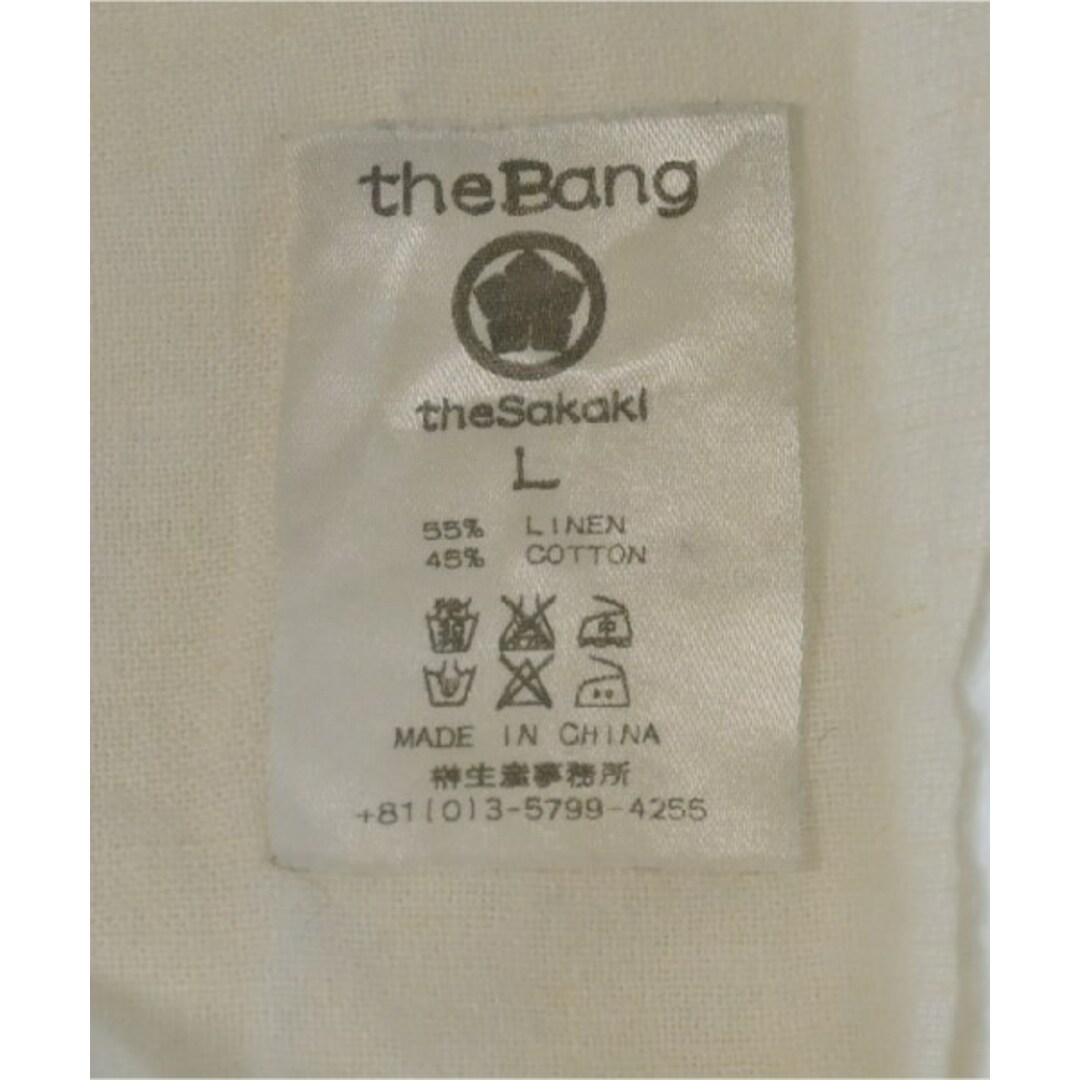 theBang
theSakaki
L
55% LINEN
45% COTTON
中
MADE IN CHINA
榊生産事務所
+81(0)3-5799-4255